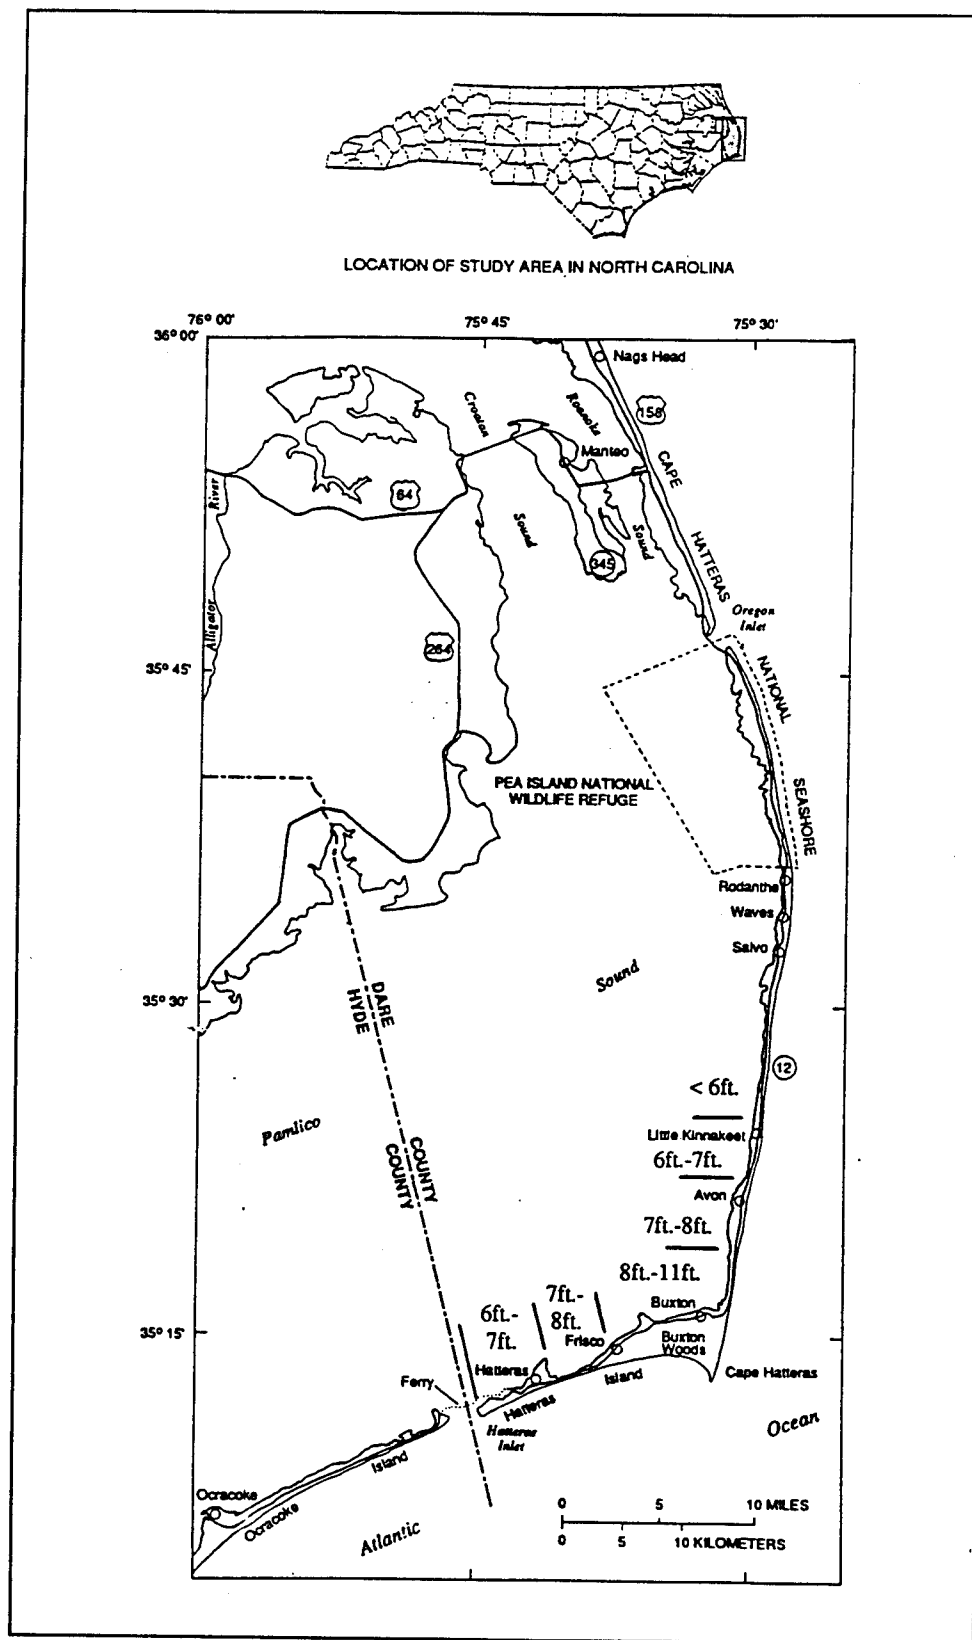 LOCATION OF STUDY AREA IN NORTH CAROLINA
76° 00'
75° 45'
75° 30'
36° 00'
Nags Head
158
Croatan
Roanoke
Manteo
CAPE
64
River
Sound
Sound
345
HATTERAS
Oregon
Inlet
Alligator
264
35° 45'
NATIONAL
PEA ISLAND NATIONAL
WILDLIFE REFUGE
SEASHORE
Rodanthe
Waves
Salvo
Sound
35° 30'
DARE
HYDE
12
< 6ft.
Pamlico
Little Kinnakeet
COUNTY
COUNTY
6ft.-7ft.
Avon
7ft.-8ft.
8ft.-11ft.
7ft.-
8ft.
Buxton
6ft.-
7ft.
35° 15'
Frisco
Buxton
Woods
Hatteras
Cape Hatteras
Ferry
Island
Hatteras
Hatteras
Inlet
Ocean
Island
Ocracoke
Ocracoke
Atlantic
0 5 10 MILES
0 5 10 KILOMETERS